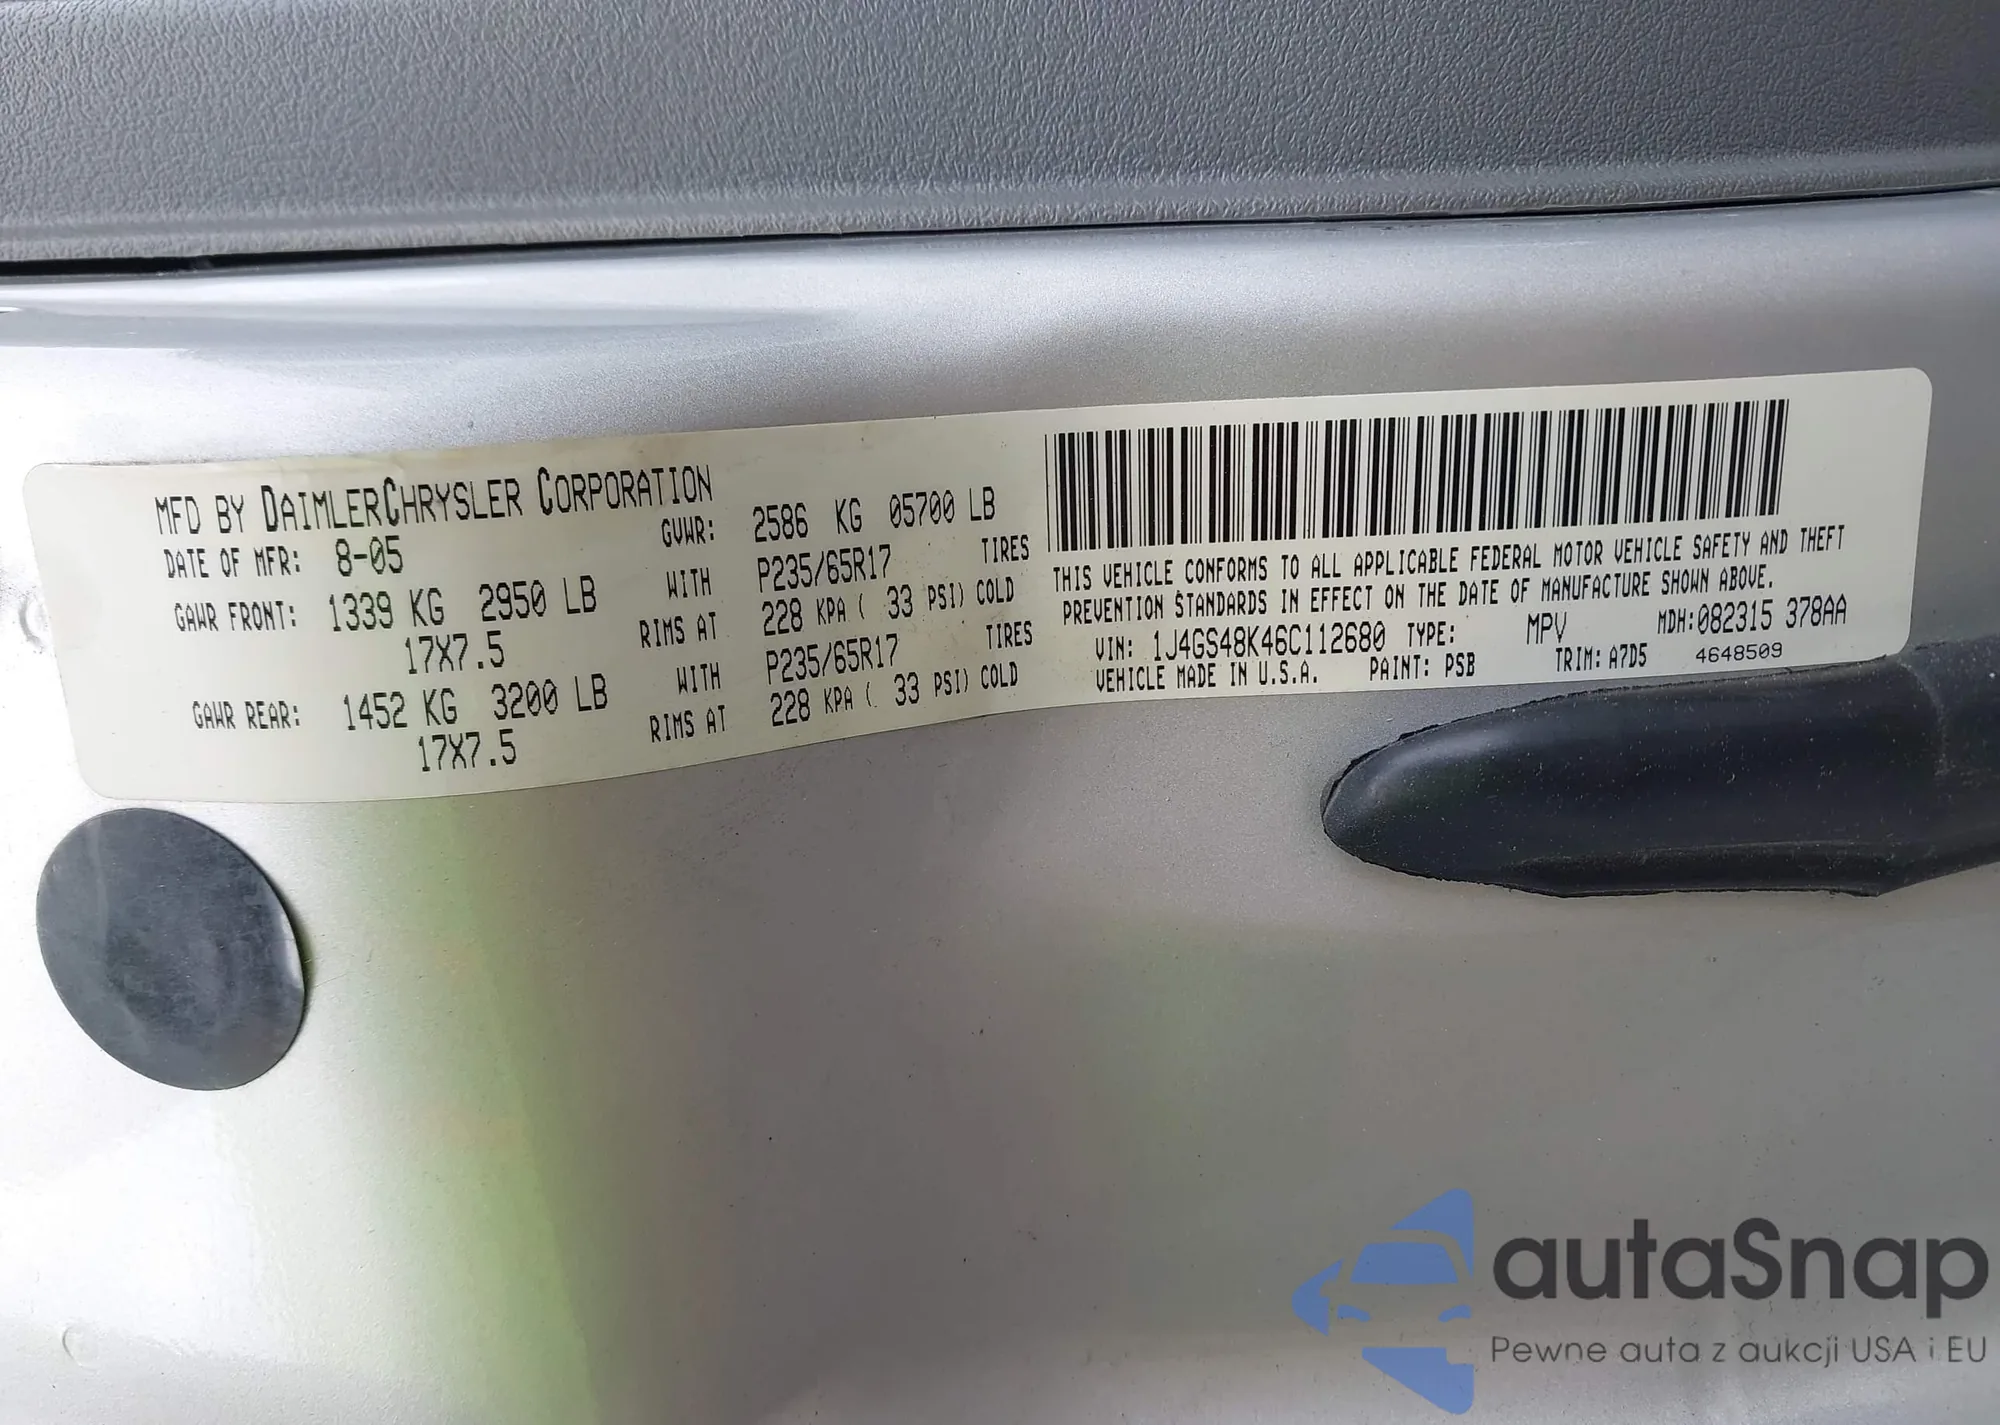 MFD BY DAIMLERCHRYSLER CORPORATION
DATE OF MFR: 8-05 GVWR: 2586 KG 05700 LB
GAWR FRONT: 1339 KG 2950 LB WITH P235/65R17 TIRES
17X7.5 RIMS AT 228 KPA ( 33 PSI) COLD
GAWR REAR: 1452 KG 3200 LB WITH P235/65R17 TIRES
17X7.5 RIMS AT 228 KPA ( 33 PSI) COLD
THIS VEHICLE CONFORMS TO ALL APPLICABLE FEDERAL MOTOR VEHICLE SAFETY AND THEFT
PREVENTION STANDARDS IN EFFECT ON THE DATE OF MANUFACTURE SHOWN ABOVE.
VIN: 1J4GS48K46C112680 TYPE: MPV MDH:082315 378AA
VEHICLE MADE IN U.S.A. PAINT: PSB TRIM: A7D5 4648509
autaSnap
Pewne auta z aukcji USA i EU